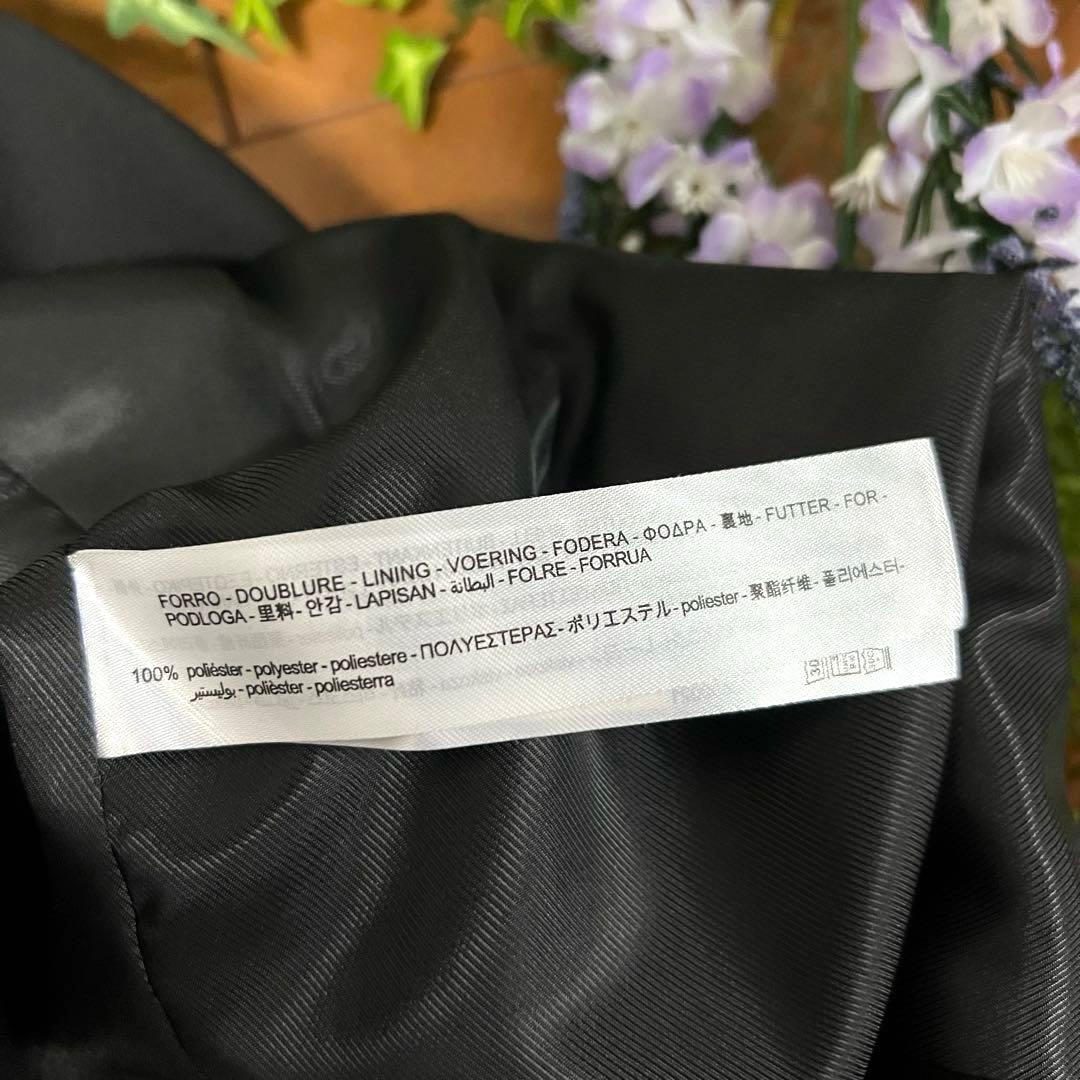 FORRO - DOUBLURE - LINING - VOERING - FODERA - ΦΟΔΡΑ - 裏地 - FUTTER - FOR -
PODLOGA - 里料 - 안감 - LAPISAN - البطانة - FOLRE - FORRUA
100% poliéster - polyester - poliestere - ΠΟΛΥΕΣΤΕΡΑΣ - ポリエステル - poliester - 聚酯纤维 - 폴리에스터 -
بوليستير - polièster - poliesterra